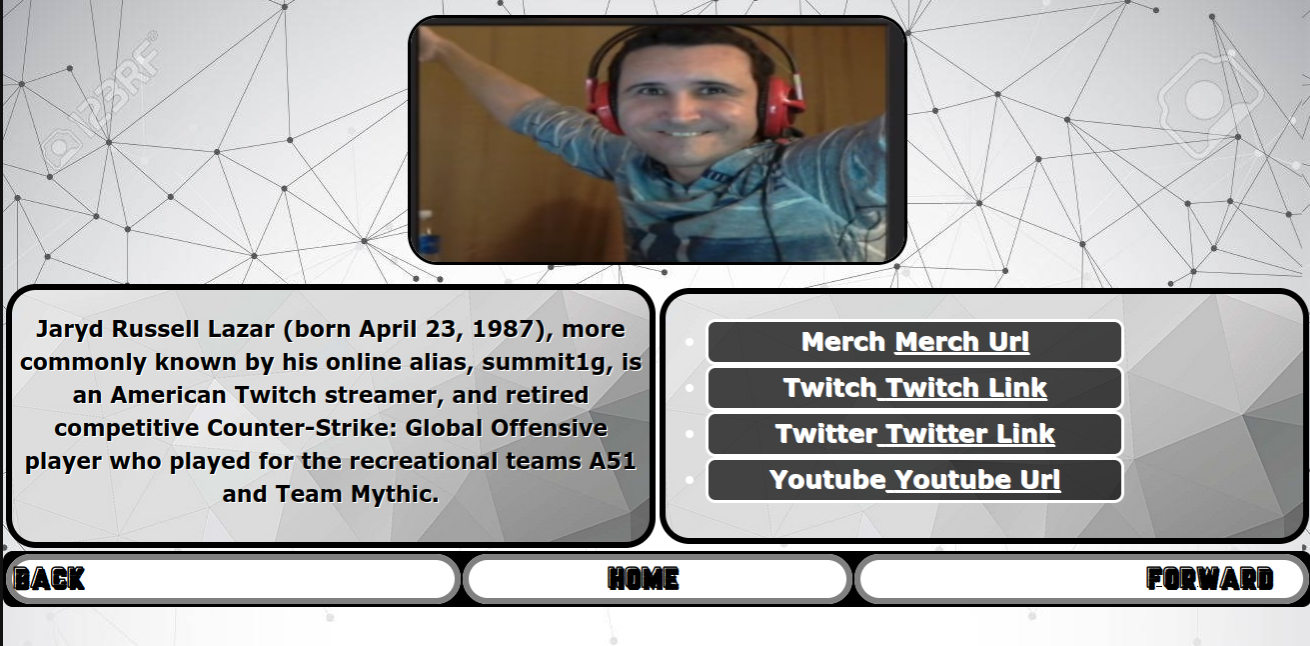 123RF
Jaryd Russell Lazar (born April 23, 1987), more
commonly known by his online alias, summit1g, is
an American Twitch streamer, and retired
competitive Counter-Strike: Global Offensive
player who played for the recreational teams A51
and Team Mythic.
Merch Merch Url
Twitch Twitch Link
Twitter Twitter Link
Youtube Youtube Url
BACK
HOME
FORWARD